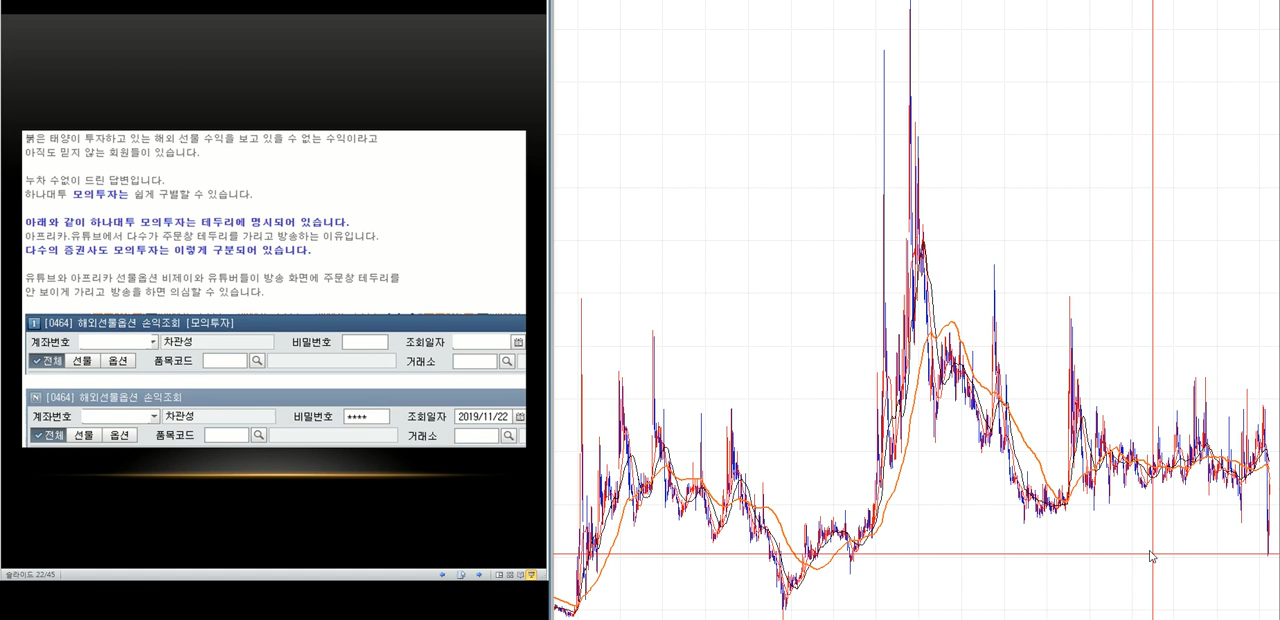 붉은 태양이 투자하고 있는 해외 선물 수익을 보고 있을 수 없는 수익이라고
아직도 믿지 않는 회원들이 있습니다.
누차 수없이 드린 답변입니다.
하나대투 모의투자는 쉽게 구별할 수 있습니다.
아래와 같이 하나대투 모의투자는 테두리에 명시되어 있습니다.
아프리카.유튜브에서 다수가 주문창 테두리를 가리고 방송하는 이유입니다.
다수의 증권사도 모의투자는 이렇게 구분되어 있습니다.
유튜브와 아프리카 선물옵션 비제이와 유튜버들이 방송 화면에 주문창 테두리를
안 보이게 가리고 방송을 하면 의심할 수 있습니다.
1 [0464] 해외선물옵션 손익조회 [모의투자]
계좌번호 차관성 비밀번호 조회일자
전체 선물 옵션 품목코드 거래소
N [0464] 해외선물옵션 손익조회
계좌번호 차관성 비밀번호 **** 조회일자 2019/11/22
전체 선물 옵션 품목코드 거래소
슬라이드 22/45